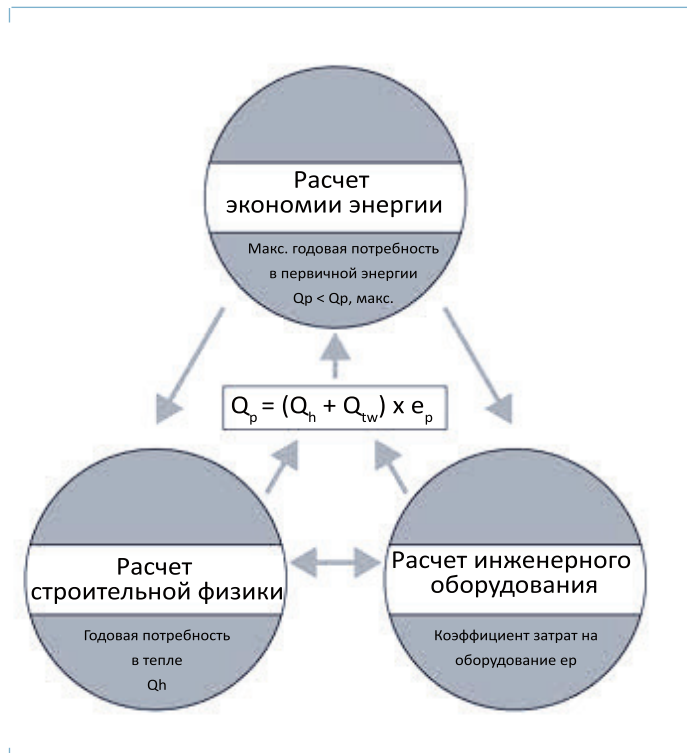 Расчет
экономии энергии
Макс. годовая потребность
в первичной энергии
Qp < Qp, макс.
Qp = (Qh + Qtw) x ep
Расчет
строительной физики
Годовая потребность
в тепле
Qh
Расчет инженерного
оборудования
Коэффициент затрат на
оборудование ep